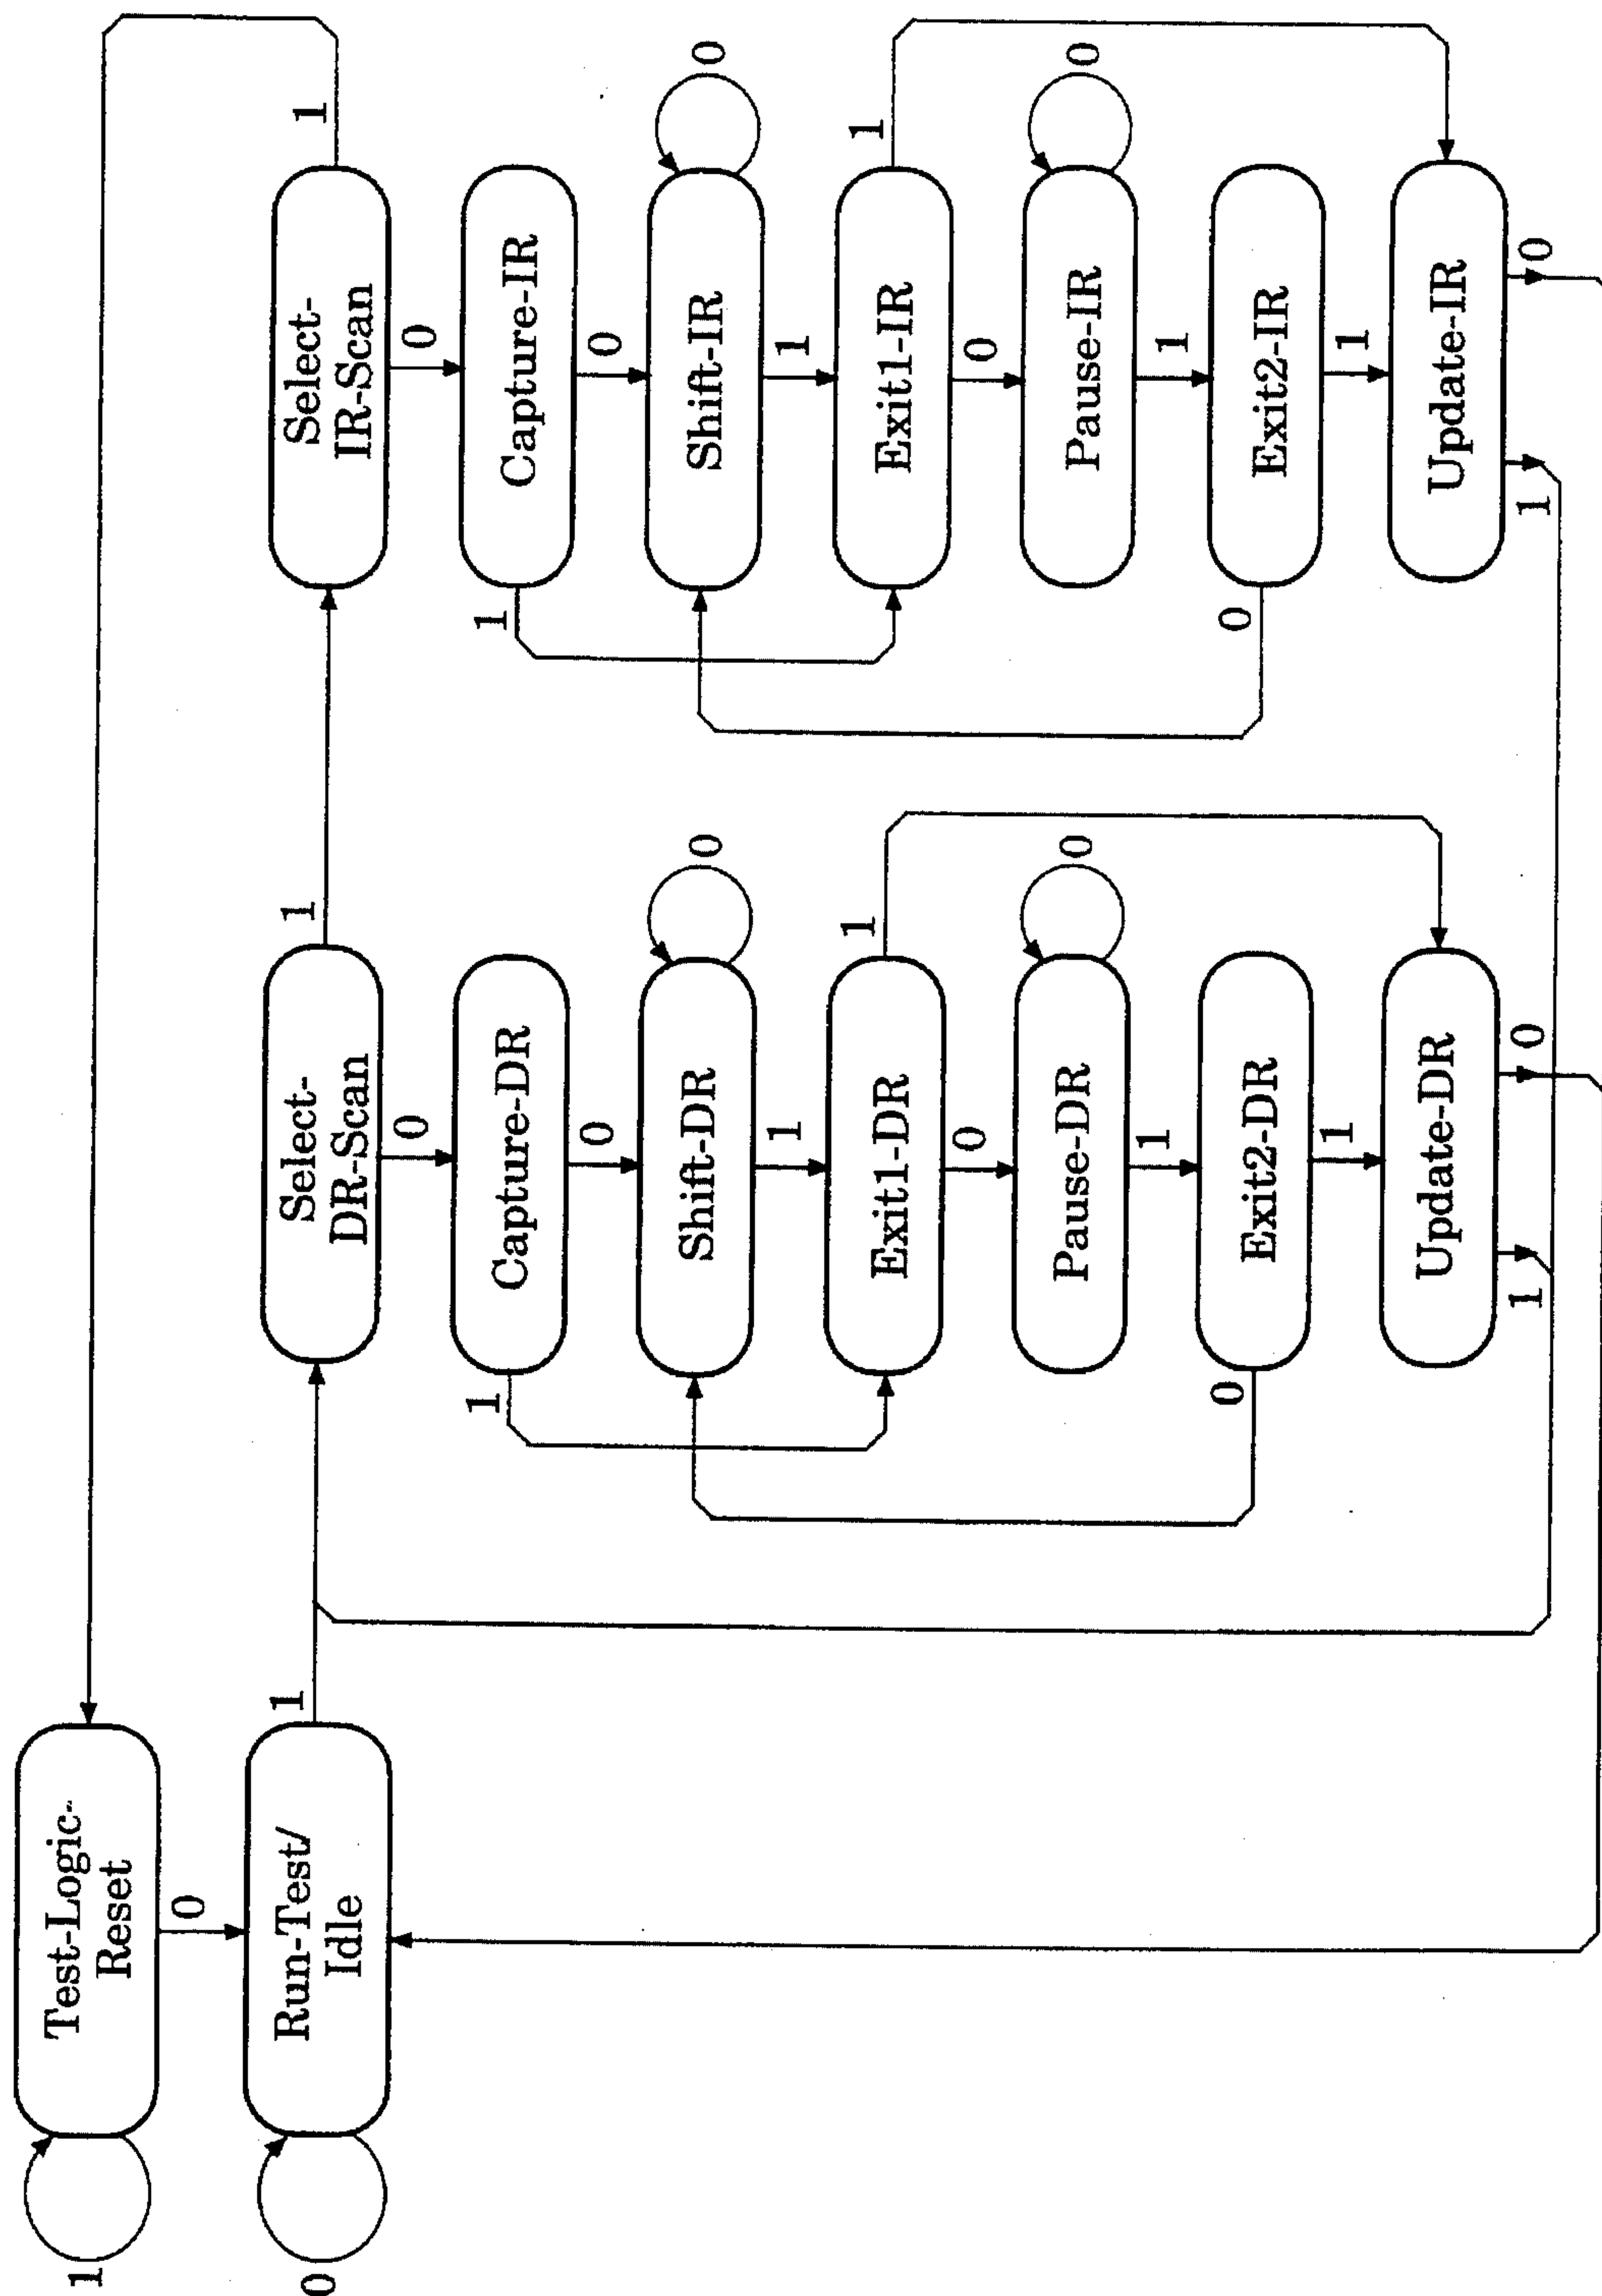 1
Test-Logic-
Reset
0
0
Run-Test/
Idle
1
Select-
DR-Scan
1
0
1
Capture-DR
0
Shift-DR
0
1
Exit1-DR
1
0
Pause-DR
0
1
0
Exit2-DR
1
Update-DR
1
0
Select-
IR-Scan
1
0
1
Capture-IR
0
Shift-IR
0
1
Exit1-IR
1
0
Pause-IR
0
1
0
Exit2-IR
1
Update-IR
1
0